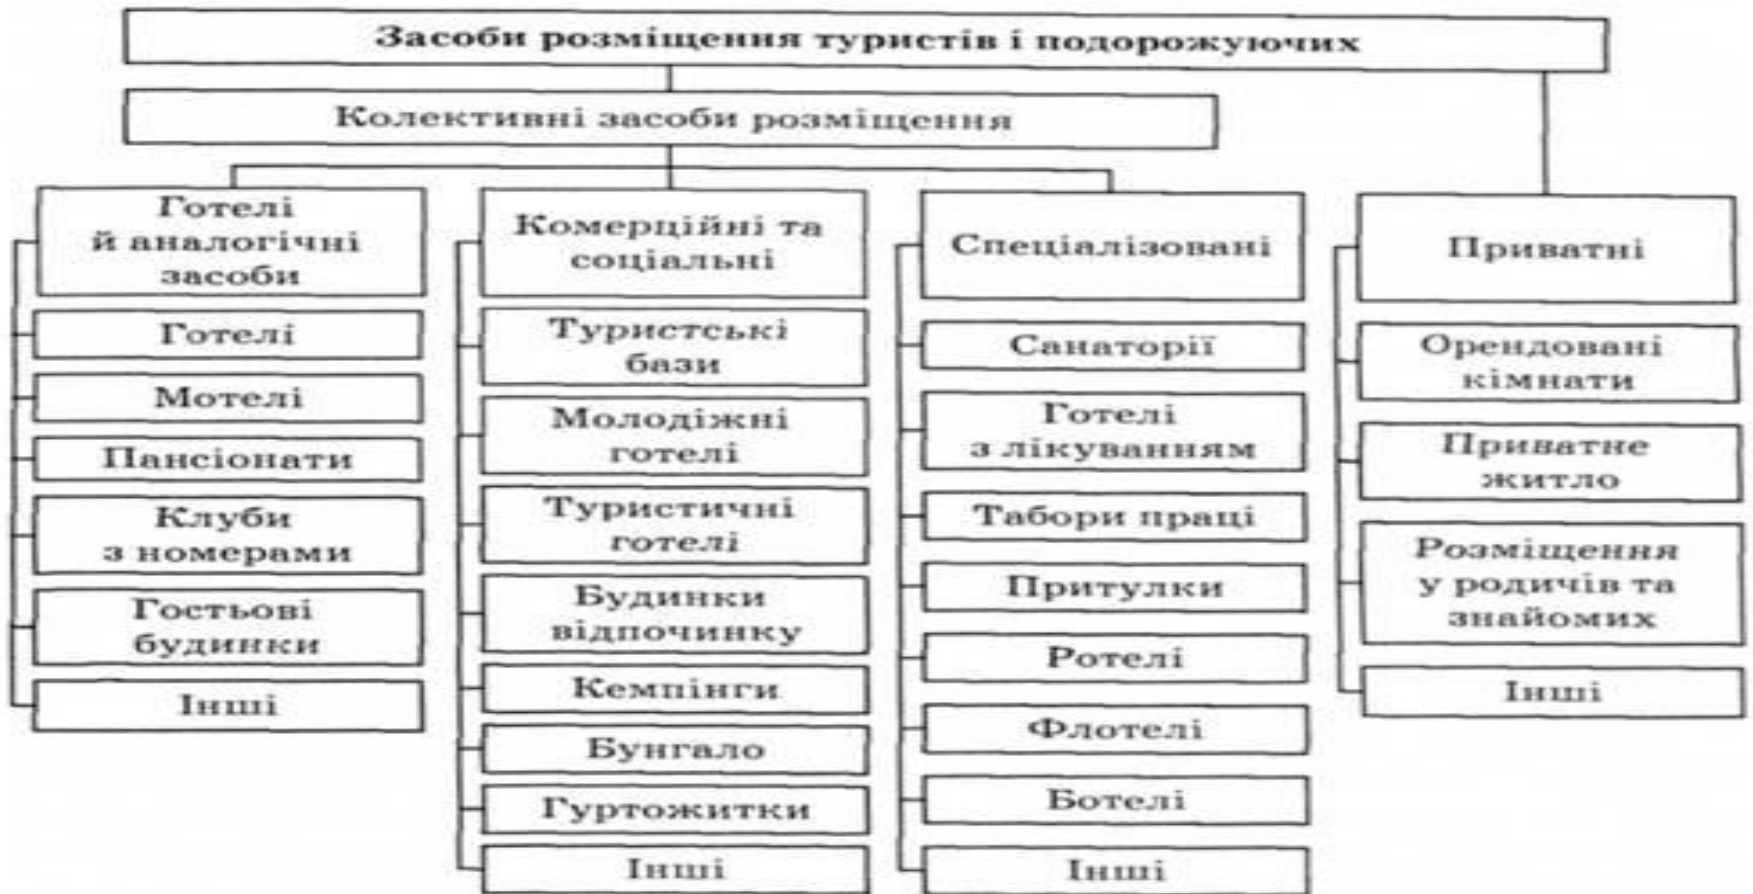 Засоби розміщення туристів і подорожуючих
Колективні засоби розміщення
Готелі
й аналогічні
засоби
Готелі
Мотелі
Пансіонати
Клуби
з номерами
Гостьові
будинки
Інші
Комерційні та
соціальні
Туристські
бази
Молодіжні
готелі
Туристичні
готелі
Будинки
відпочинку
Кемпінги
Бунгало
Гуртожитки
Інші
Спеціалізовані
Санаторії
Готелі
з лікуванням
Табори праці
Притулки
Ротелі
Флотелі
Ботелі
Інші
Приватні
Орендовані
кімнати
Приватне
житло
Розміщення
у родичів та
знайомих
Інші